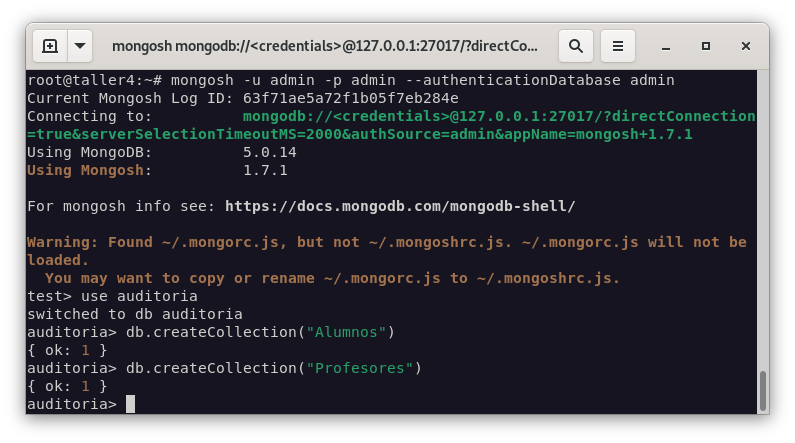 mongosh mongodb://<credentials>@127.0.0.1:27017/?directCo...
root@taller4:~# mongosh -u admin -p admin --authenticationDatabase admin
Current Mongosh Log ID: 63f71ae5a72f1b05f7eb284e
Connecting to:          mongodb://<credentials>@127.0.0.1:27017/?directConnection
=true&serverSelectionTimeoutMS=2000&authSource=admin&appName=mongosh+1.7.1
Using MongoDB:          5.0.14
Using Mongosh:          1.7.1
For mongosh info see: https://docs.mongodb.com/mongodb-shell/
Warning: Found ~/.mongorc.js, but not ~/.mongoshrc.js. ~/.mongorc.js will not be
loaded.
  You may want to copy or rename ~/.mongorc.js to ~/.mongoshrc.js.
test> use auditoria
switched to db auditoria
auditoria> db.createCollection("Alumnos")
{ ok: 1 }
auditoria> db.createCollection("Profesores")
{ ok: 1 }
auditoria>